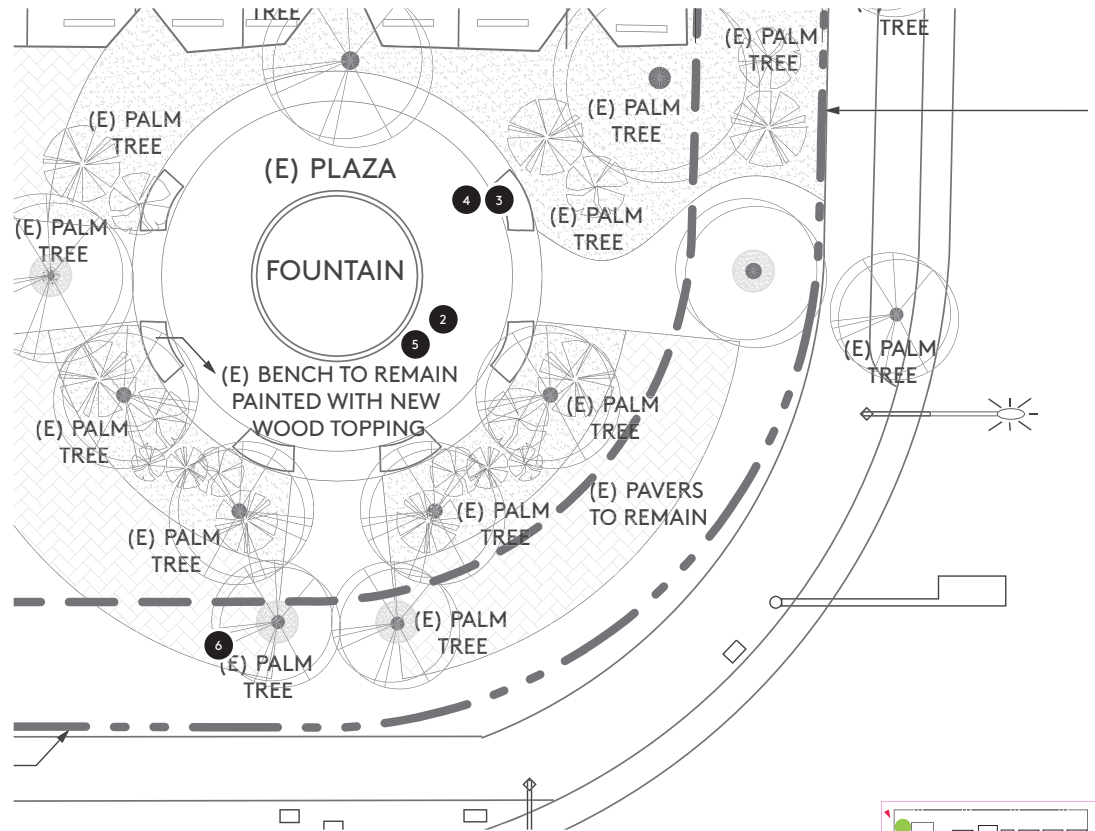 TREE
TREE
(E) PALM
TREE
(E) PALM
TREE
(E) PALM
TREE
(E) PLAZA
4
3
(E) PALM
TREE
(E) PALM
TREE
FOUNTAIN
2
5
(E) PALM
TREE
(E) BENCH TO REMAIN
PAINTED WITH NEW
WOOD TOPPING
(E) PALM
TREE
(E) PALM
TREE
(E) PAVERS
TO REMAIN
(E) PALM
TREE
(E) PALM
TREE
(E) PALM
TREE
6
(E) PALM
TREE